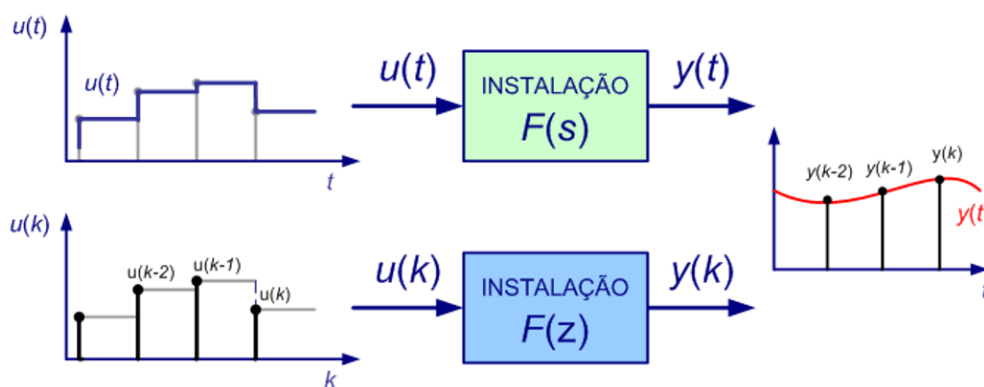 u(t)
u(t)
t
u(t)
INSTALAÇÃO
F(s)
y(t)
y(k-2)
y(k-1)
y(k)
y(t)
t
u(k)
u(k-2)
u(k-1)
u(k)
k
u(k)
INSTALAÇÃO
F(z)
y(k)